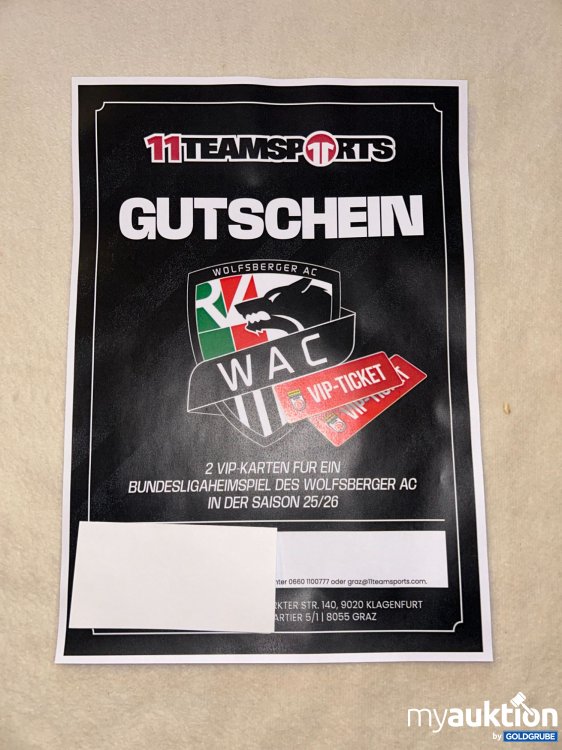 11TEAMSPORTS
GUTSCHEIN
WOLFSBERGER AC
RZ
WAC
VIP-TICKET
VIP-TICKET
2 VIP-KARTEN FÜR EIN
BUNDESLIGAHEIMSPIEL DES WOLFSBERGER AC
IN DER SAISON 25/26
nter 0660 1100777 oder graz@11teamsports.com.
RKTER STR. 140, 9020 KLAGENFURT
ARTIER 5/1 | 8055 GRAZ
myauktion
by GOLDGRUBE